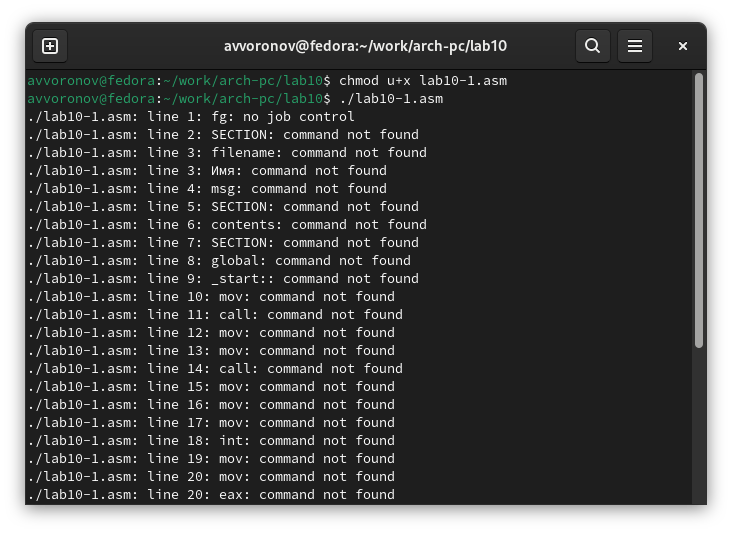 avvoronov@fedora:~/work/arch-pc/lab10
avvoronov@fedora:~/work/arch-pc/lab10$ chmod u+x lab10-1.asm
avvoronov@fedora:~/work/arch-pc/lab10$ ./lab10-1.asm
./lab10-1.asm: line 1: fg: no job control
./lab10-1.asm: line 2: SECTION: command not found
./lab10-1.asm: line 3: filename: command not found
./lab10-1.asm: line 3: Имя: command not found
./lab10-1.asm: line 4: msg: command not found
./lab10-1.asm: line 5: SECTION: command not found
./lab10-1.asm: line 6: contents: command not found
./lab10-1.asm: line 7: SECTION: command not found
./lab10-1.asm: line 8: global: command not found
./lab10-1.asm: line 9: _start:: command not found
./lab10-1.asm: line 10: mov: command not found
./lab10-1.asm: line 11: call: command not found
./lab10-1.asm: line 12: mov: command not found
./lab10-1.asm: line 13: mov: command not found
./lab10-1.asm: line 14: call: command not found
./lab10-1.asm: line 15: mov: command not found
./lab10-1.asm: line 16: mov: command not found
./lab10-1.asm: line 17: mov: command not found
./lab10-1.asm: line 18: int: command not found
./lab10-1.asm: line 19: mov: command not found
./lab10-1.asm: line 20: mov: command not found
./lab10-1.asm: line 20: eax: command not found